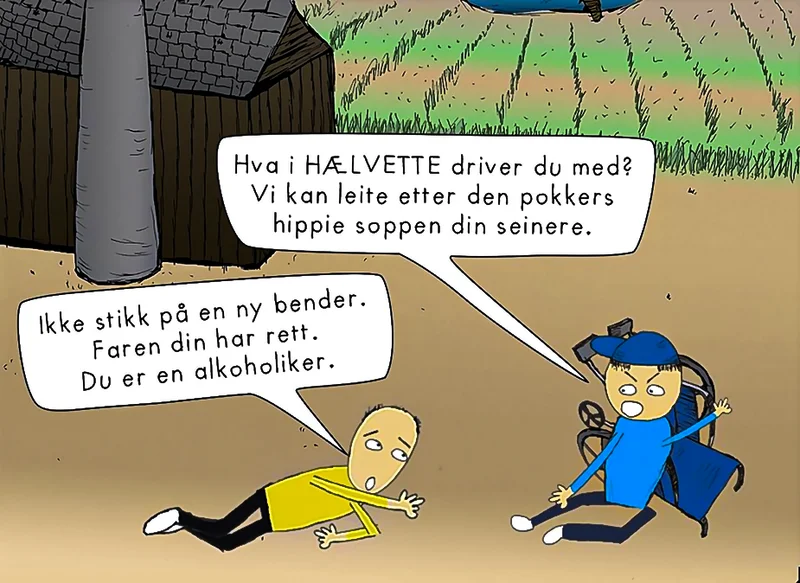 Hva i HÆLVETTE driver du med?
Vi kan leite etter den pokkers
hippie soppen din seinere.
Ikke stikk på en ny bender.
Faren din har rett.
Du er en alkoholiker.